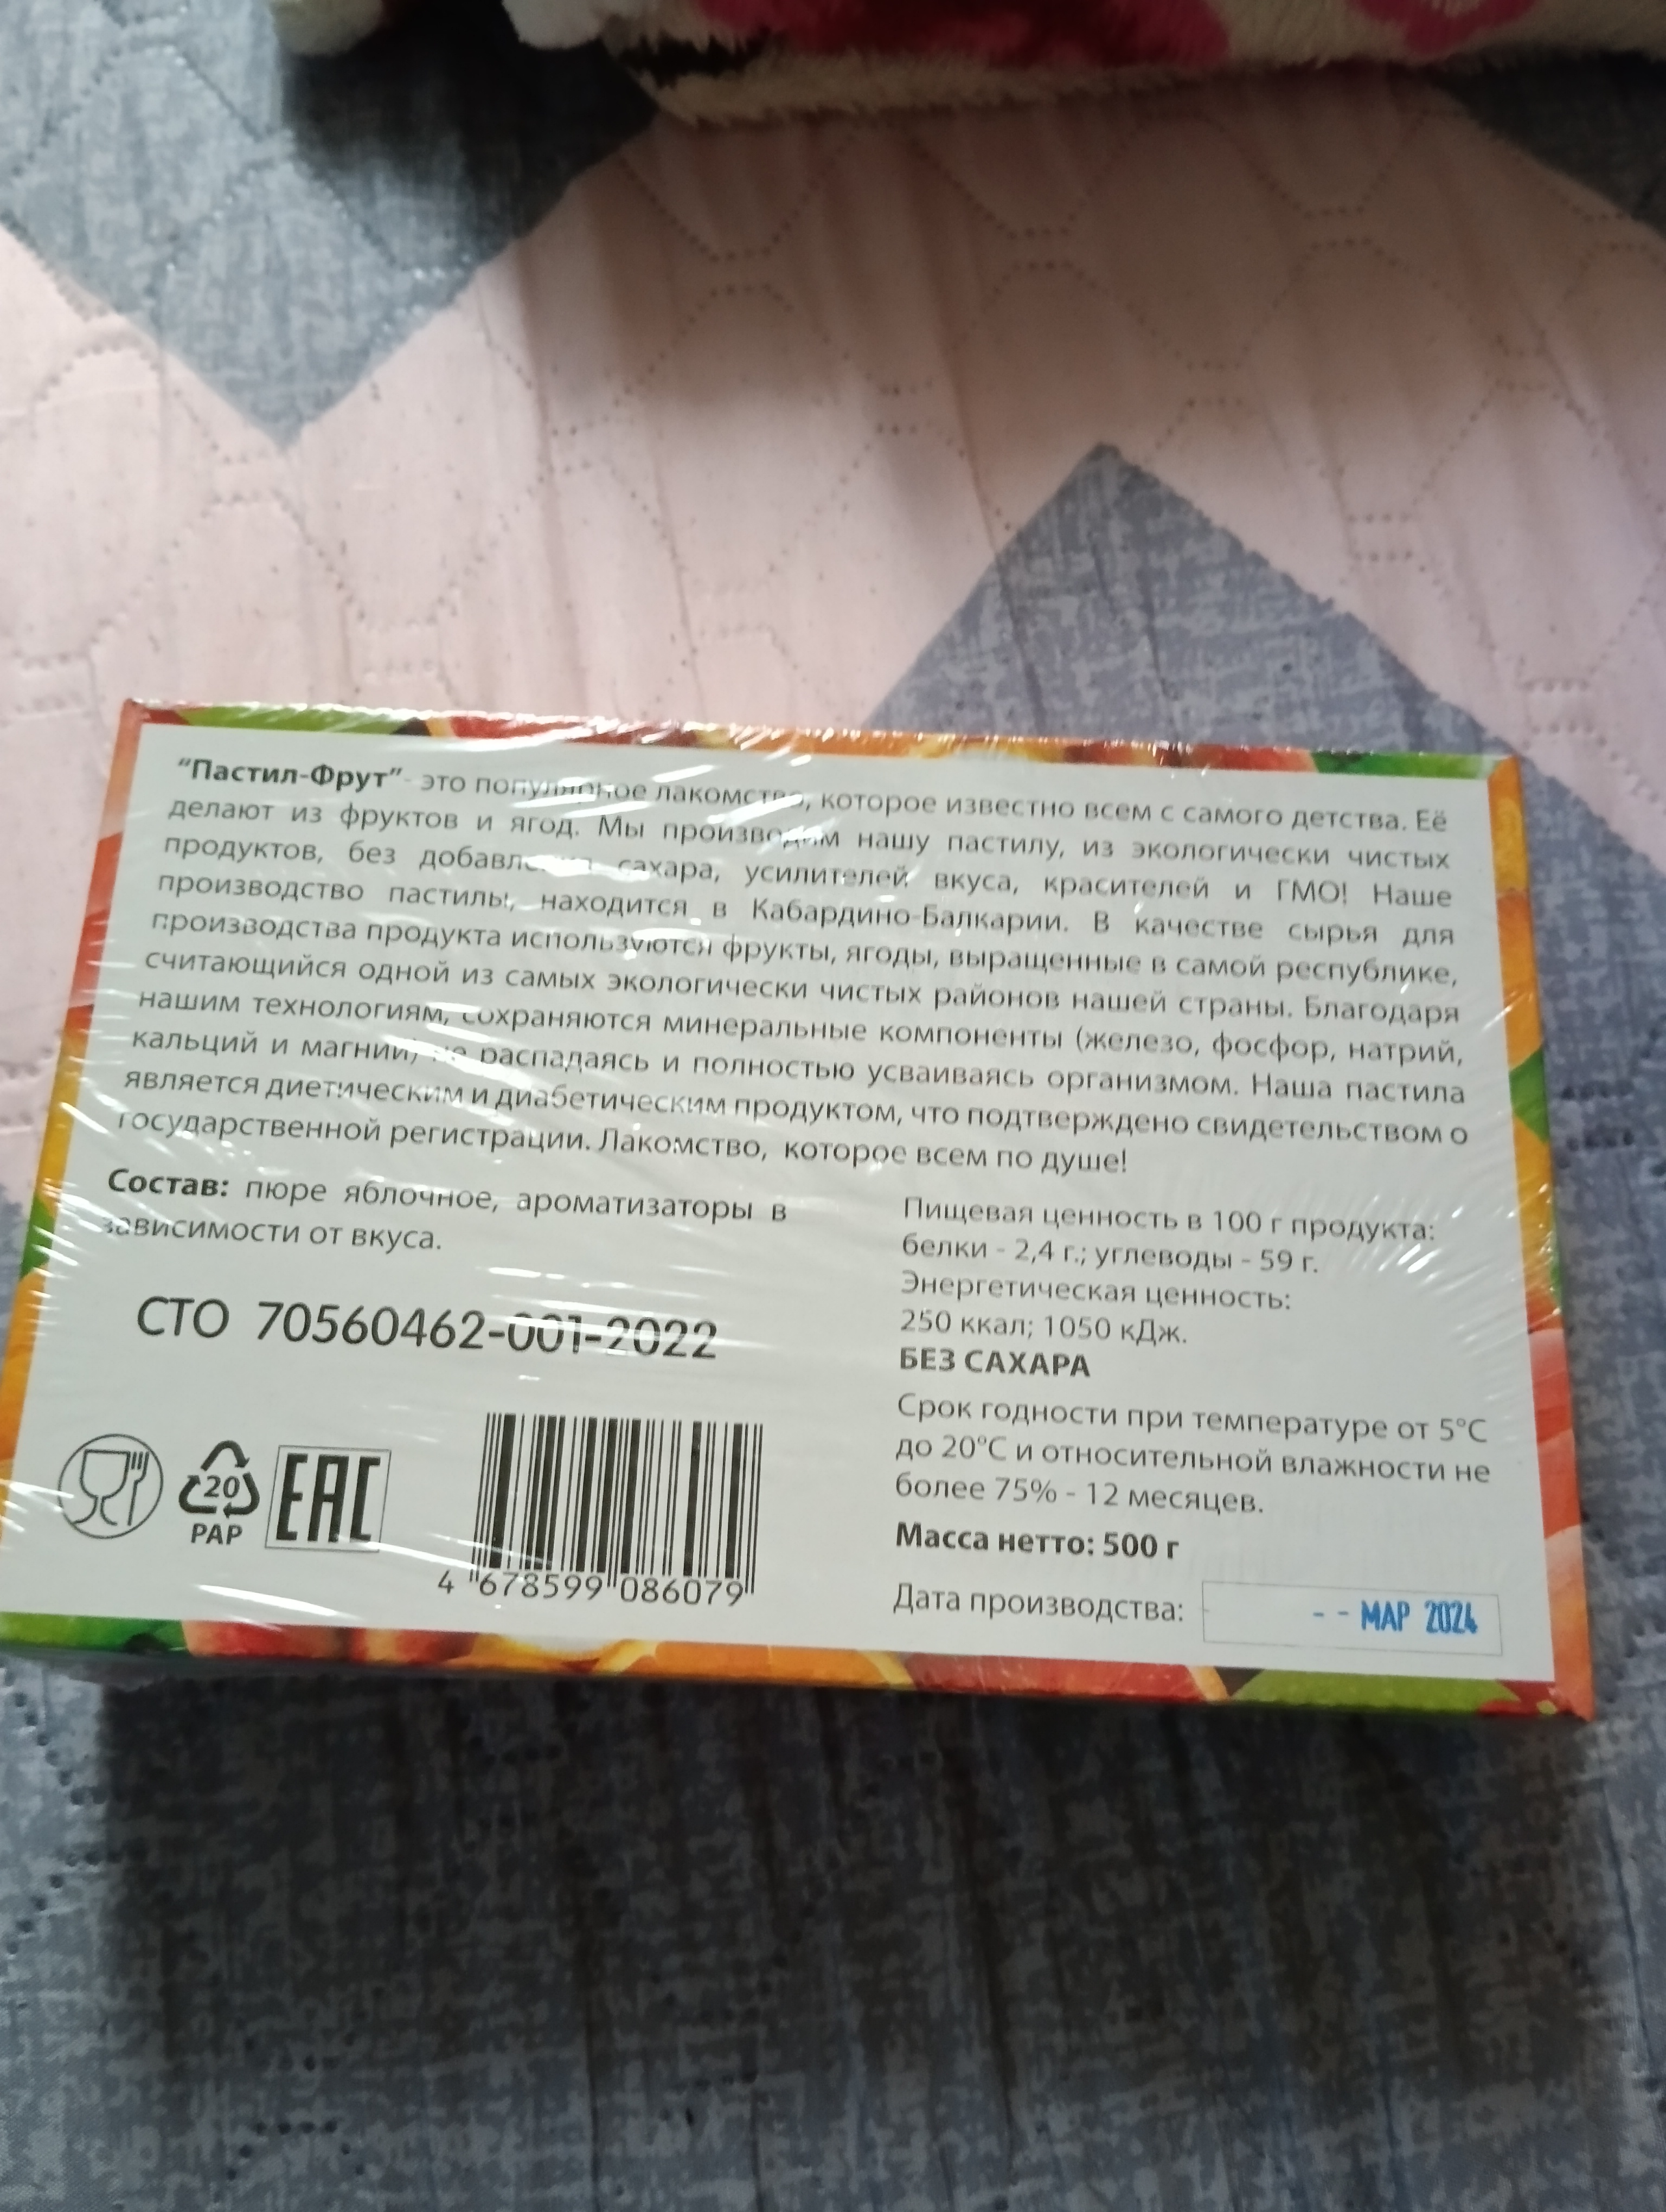 “Пастил-Фрут” - это популярное лакомство, которое известно всем с самого детства. Её
делают из фруктов и ягод. Мы производим нашу пастилу, из экологически чистых
продуктов, без сахара, усилителей вкуса, красителей и ГМО! Наше
производство пастилы, находится в Кабардино-Балкарии. В качестве сырья для
производства продукта используются фрукты, ягоды, выращенные в самой республике,
считающийся одной из самых экологически чистых районов нашей страны. Благодаря
нашим технологиям, сохраняются минеральные компоненты (железо, фосфор, натрий,
кальций и магний) не распадаясь и полностью усваиваясь организмом. Наша пастила
является диетическим и диабетическим продуктом, что подтверждено свидетельством о
государственной регистрации. Лакомство, которое всем по душе!
Состав: пюре яблочное, ароматизаторы в
зависимости от вкуса.
СТО 70560462-001-2022
20
PAP
EAC
4 678599 086079
Пищевая ценность в 100 г продукта:
белки - 2,4 г.; углеводы - 59 г.
Энергетическая ценность:
250 ккал; 1050 кДж.
БЕЗ САХАРА
Срок годности при температуре от 5°С
до 20°С и относительной влажности не
более 75% - 12 месяцев.
Масса нетто: 500 г
Дата производства: - - МАР 2024